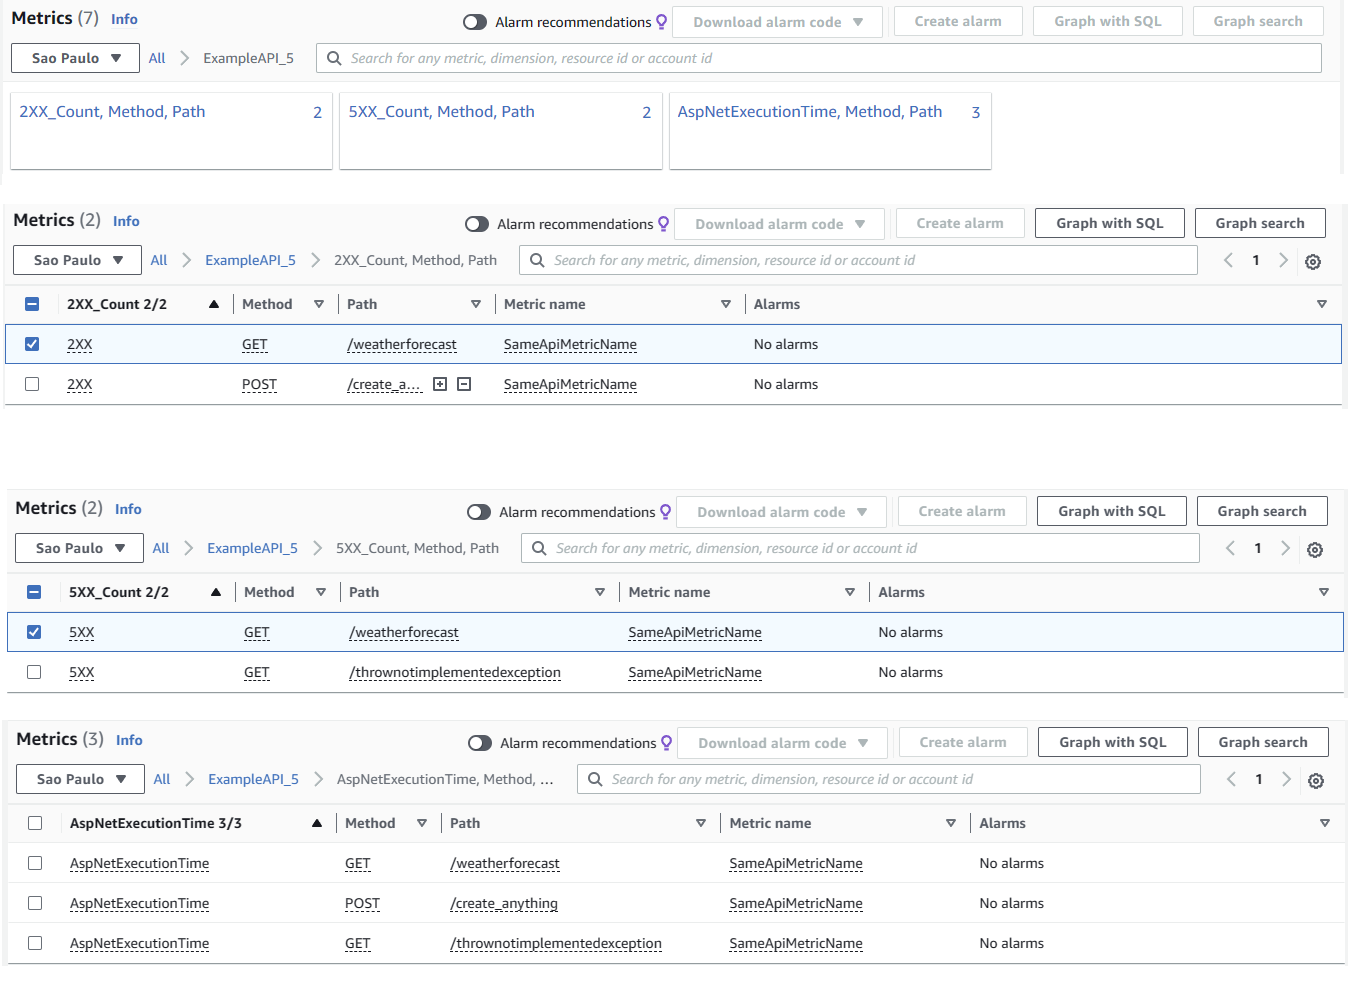 Metrics (7) Info Alarm recommendations Download alarm code Create alarm Graph with SQL Graph search
Sao Paulo All ExampleAPI_5 Search for any metric, dimension, resource id or account id
2XX_Count, Method, Path 2 5XX_Count, Method, Path 2 AspNetExecutionTime, Method, Path 3
Metrics (2) Info Alarm recommendations Download alarm code Create alarm Graph with SQL Graph search
Sao Paulo All ExampleAPI_5 2XX_Count, Method, Path Search for any metric, dimension, resource id or account id 1
2XX_Count 2/2 Method Path Metric name Alarms
2XX GET /weatherforecast SameApiMetricName No alarms
2XX POST /create_a... SameApiMetricName No alarms
Metrics (2) Info Alarm recommendations Download alarm code Create alarm Graph with SQL Graph search
Sao Paulo All ExampleAPI_5 5XX_Count, Method, Path Search for any metric, dimension, resource id or account id 1
5XX_Count 2/2 Method Path Metric name Alarms
5XX GET /weatherforecast SameApiMetricName No alarms
5XX GET /thrownotimplementedexception SameApiMetricName No alarms
Metrics (3) Info Alarm recommendations Download alarm code Create alarm Graph with SQL Graph search
Sao Paulo All ExampleAPI_5 AspNetExecutionTime, Method, ... Search for any metric, dimension, resource id or account id 1
AspNetExecutionTime 3/3 Method Path Metric name Alarms
AspNetExecutionTime GET /weatherforecast SameApiMetricName No alarms
AspNetExecutionTime POST /create_anything SameApiMetricName No alarms
AspNetExecutionTime GET /thrownotimplementedexception SameApiMetricName No alarms